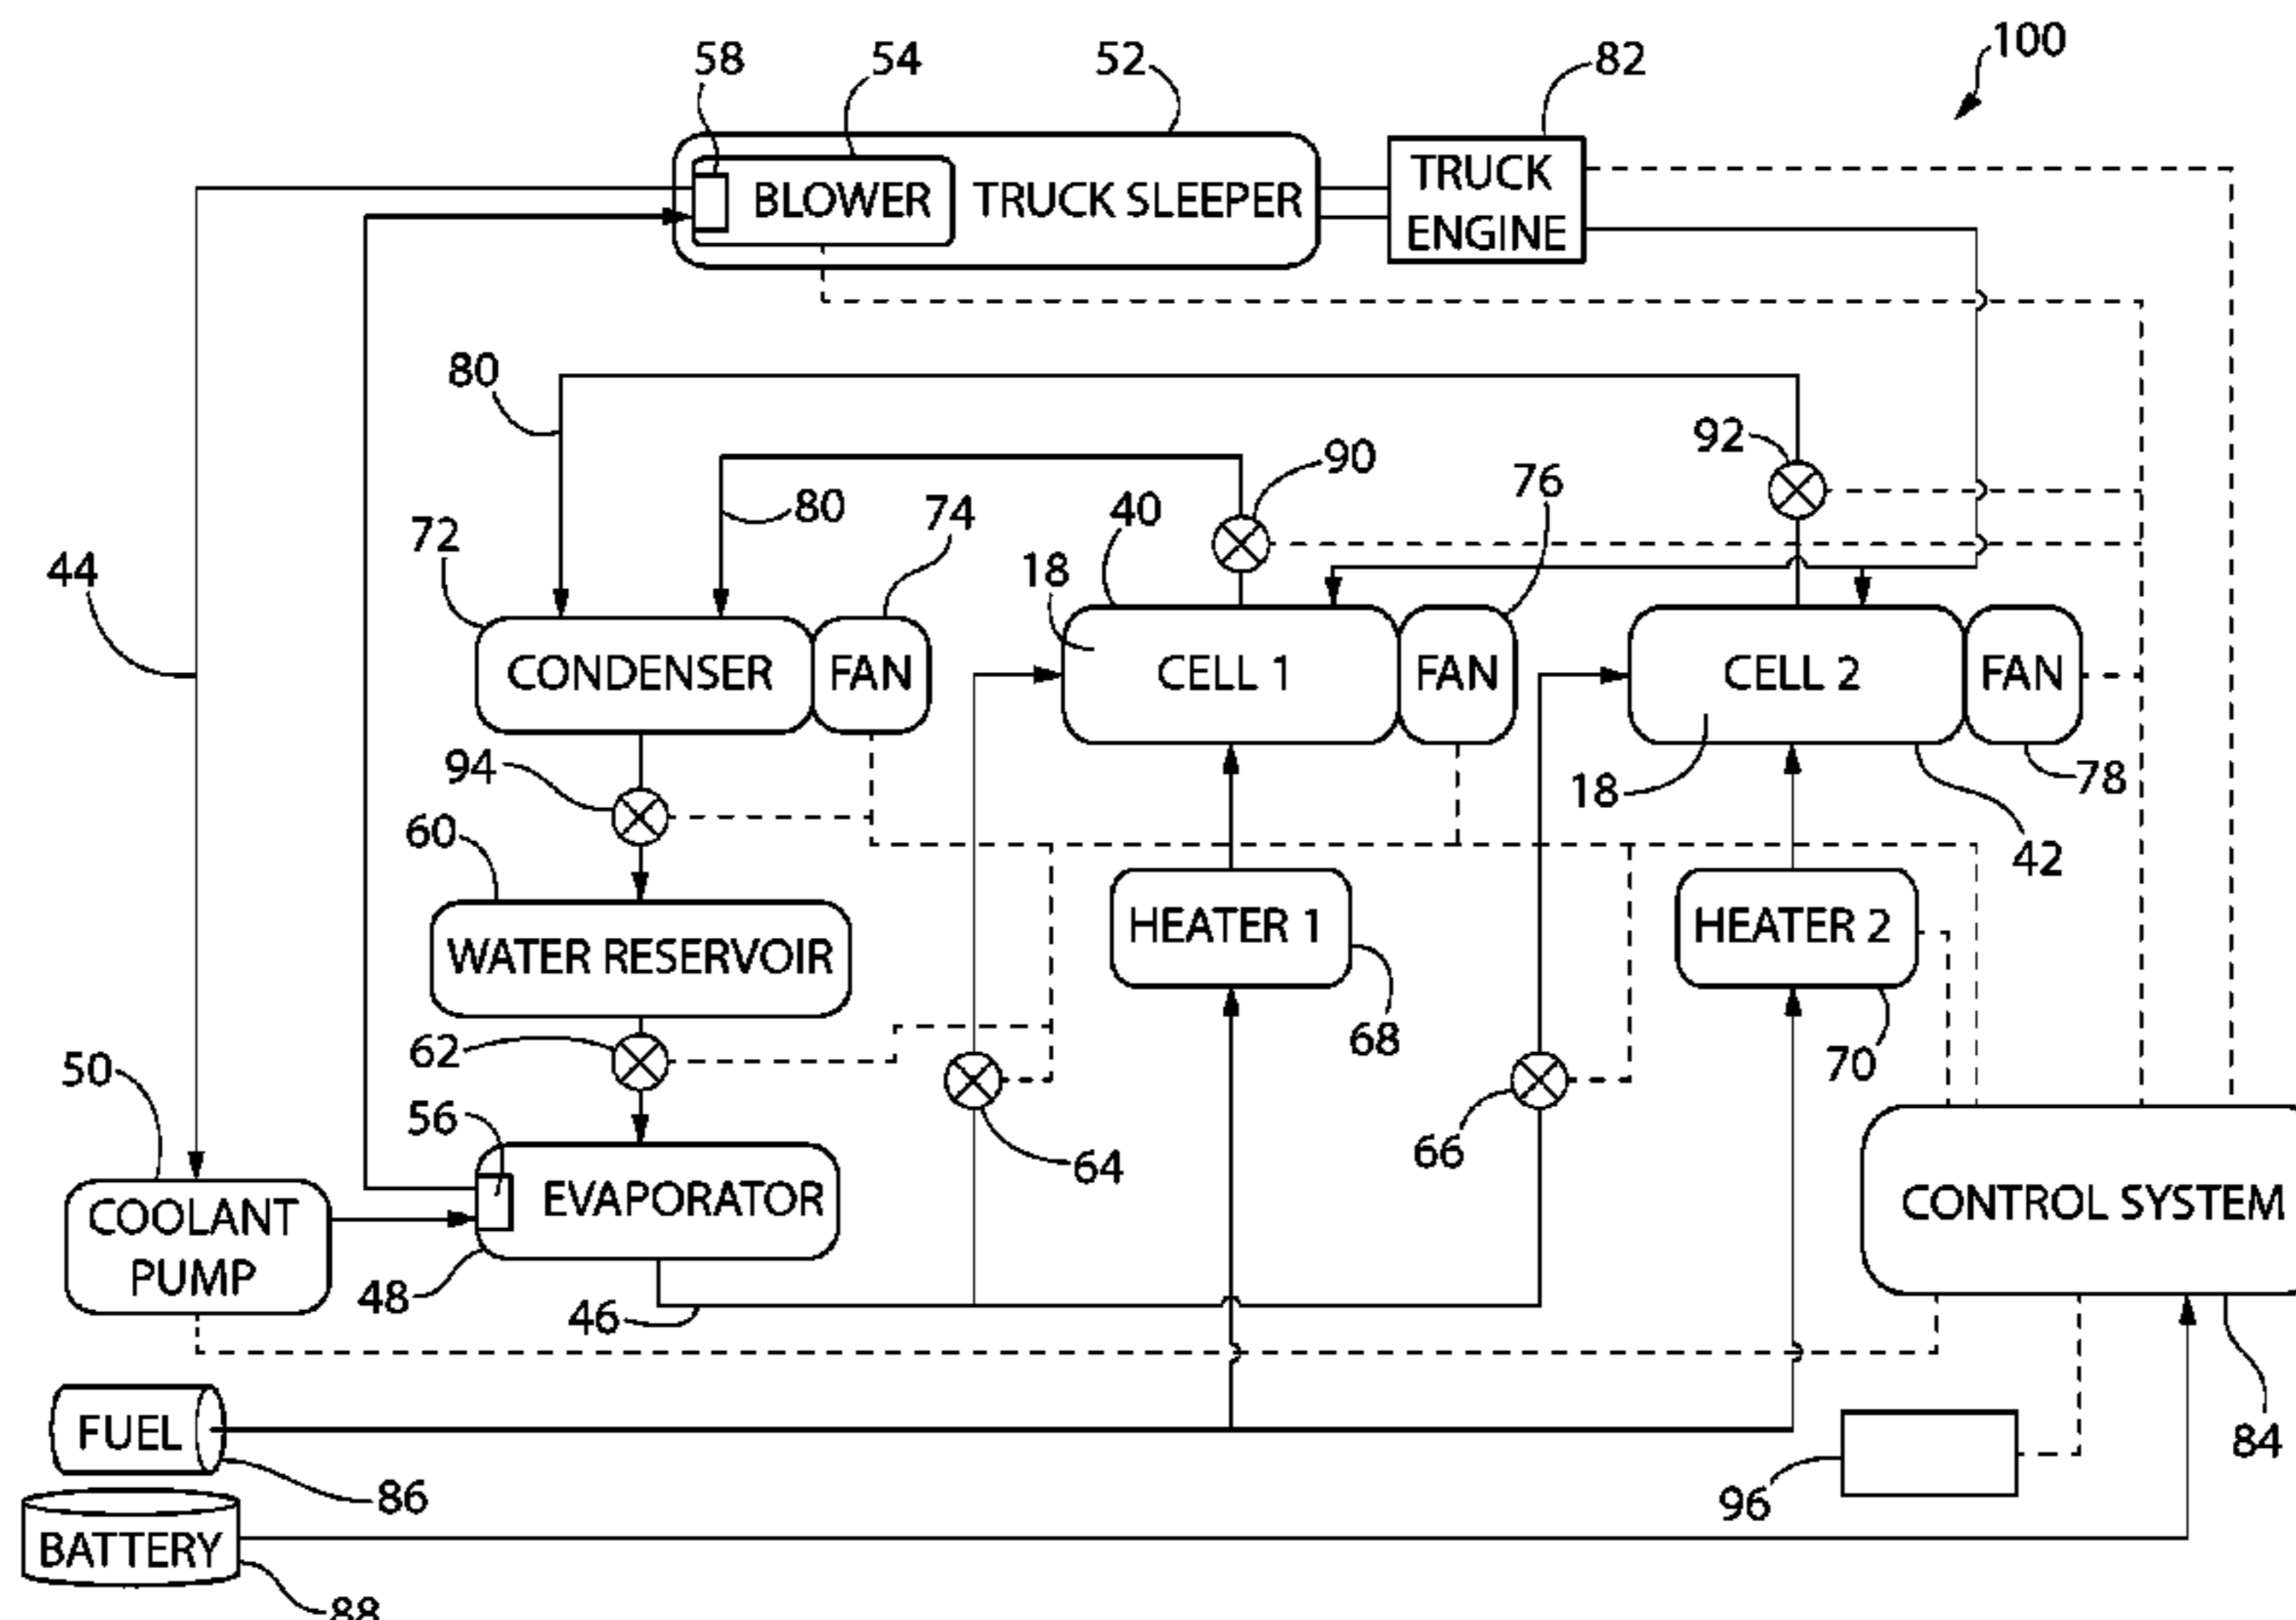 100
58
54
52
82
BLOWER
TRUCK SLEEPER
TRUCK
ENGINE
80
92
90
76
80
74
40
72
18
44
CONDENSER
FAN
CELL 1
FAN
CELL 2
FAN
94
18
78
60
42
HEATER 1
HEATER 2
WATER RESERVOIR
68
62
70
50
56
66
64
COOLANT
PUMP
EVAPORATOR
CONTROL SYSTEM
48
46
FUEL
84
86
96
BATTERY
88